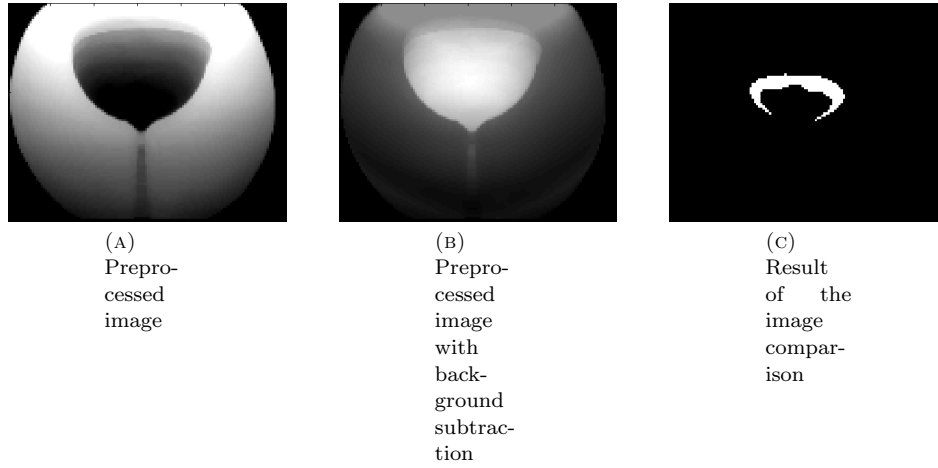 (A)
Prepro-
cessed
image
(B)
Prepro-
cessed
image
with
back-
ground
subtrac-
tion
(C)
Result
of the
image
compar-
ison